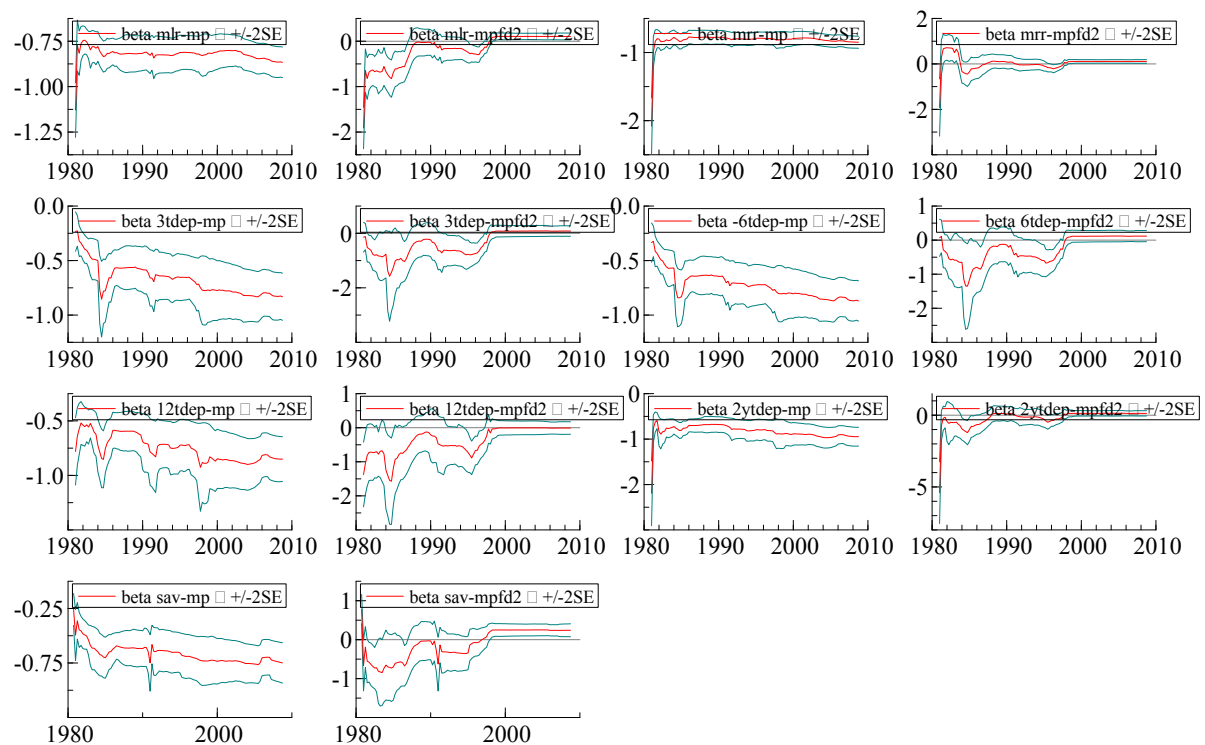 beta mlr-mp □ +/-2SE
-0.75
-1.00
-1.25
1980 1990 2000 2010
beta mlr-mpfd2 □ +/-2SE
0
-1
-2
1980 1990 2000 2010
beta mrr-mp □ +/-2SE
-1
-2
1980 1990 2000 2010
beta mrr-mpfd2 □ +/-2SE
2
0
-2
1980 1990 2000 2010
beta 3tdep-mp □ +/-2SE
0.0
-0.5
-1.0
1980 1990 2000 2010
beta 3tdep-mpfd2 □ +/-2SE
0
-2
1980 1990 2000 2010
beta -6tdep-mp □ +/-2SE
0.0
-0.5
-1.0
1980 1990 2000 2010
beta 6tdep-mpfd2 □ +/-2SE
1
0
-1
-2
1980 1990 2000 2010
beta 12tdep-mp □ +/-2SE
-0.5
-1.0
1980 1990 2000 2010
beta 12tdep-mpfd2 □ +/-2SE
1
0
-1
-2
1980 1990 2000 2010
beta 2ytdep-mp □ +/-2SE
0
-1
-2
1980 1990 2000 2010
beta 2ytdep-mpfd2 □ +/-2SE
0
-5
1980 1990 2000 2010
beta sav-mp □ +/-2SE
-0.25
-0.75
1980 2000
beta sav-mpfd2 □ +/-2SE
1
0
-1
1980 1990 2000